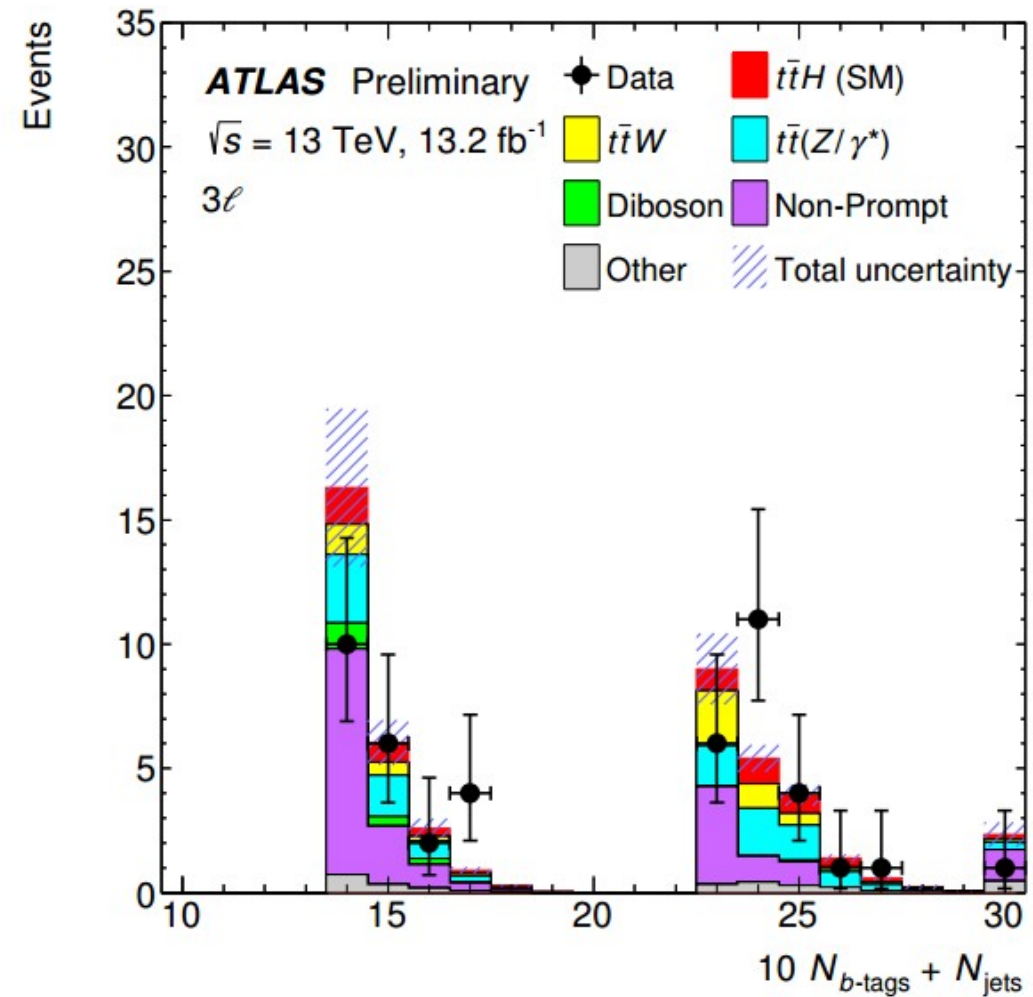 Events
35
30
25
20
15
10
5
0
ATLAS Preliminary
√s = 13 TeV, 13.2 fb⁻¹
3ℓ
Data
tt̄H (SM)
tt̄W
tt̄(Z/γ*)
Diboson
Non-Prompt
Other
Total uncertainty
10 15 20 25 30
10 N_b-tags + N_jets